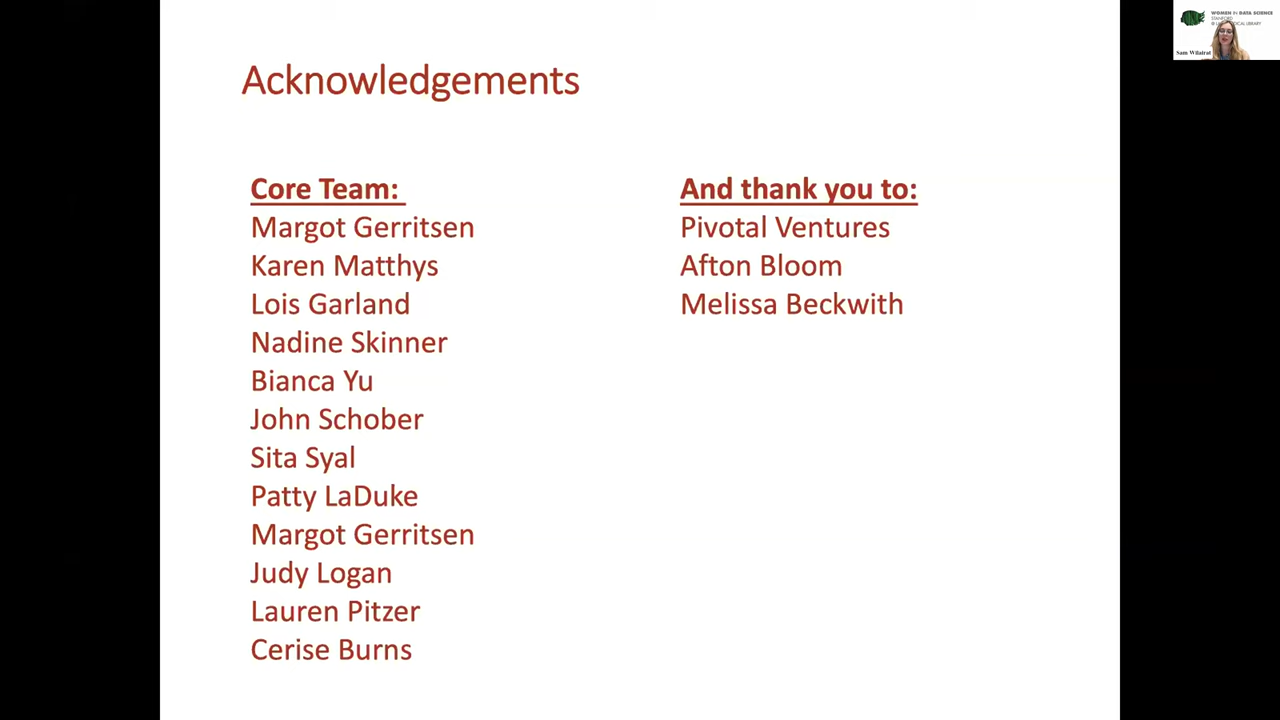 Acknowledgements
Core Team:
Margot Gerritsen
Karen Matthys
Lois Garland
Nadine Skinner
Bianca Yu
John Schober
Sita Syal
Patty LaDuke
Margot Gerritsen
Judy Logan
Lauren Pitzer
Cerise Burns
And thank you to:
Pivotal Ventures
Afton Bloom
Melissa Beckwith
WOMEN IN DATA SCIENCE
STANFORD
LIBRARY
Sam